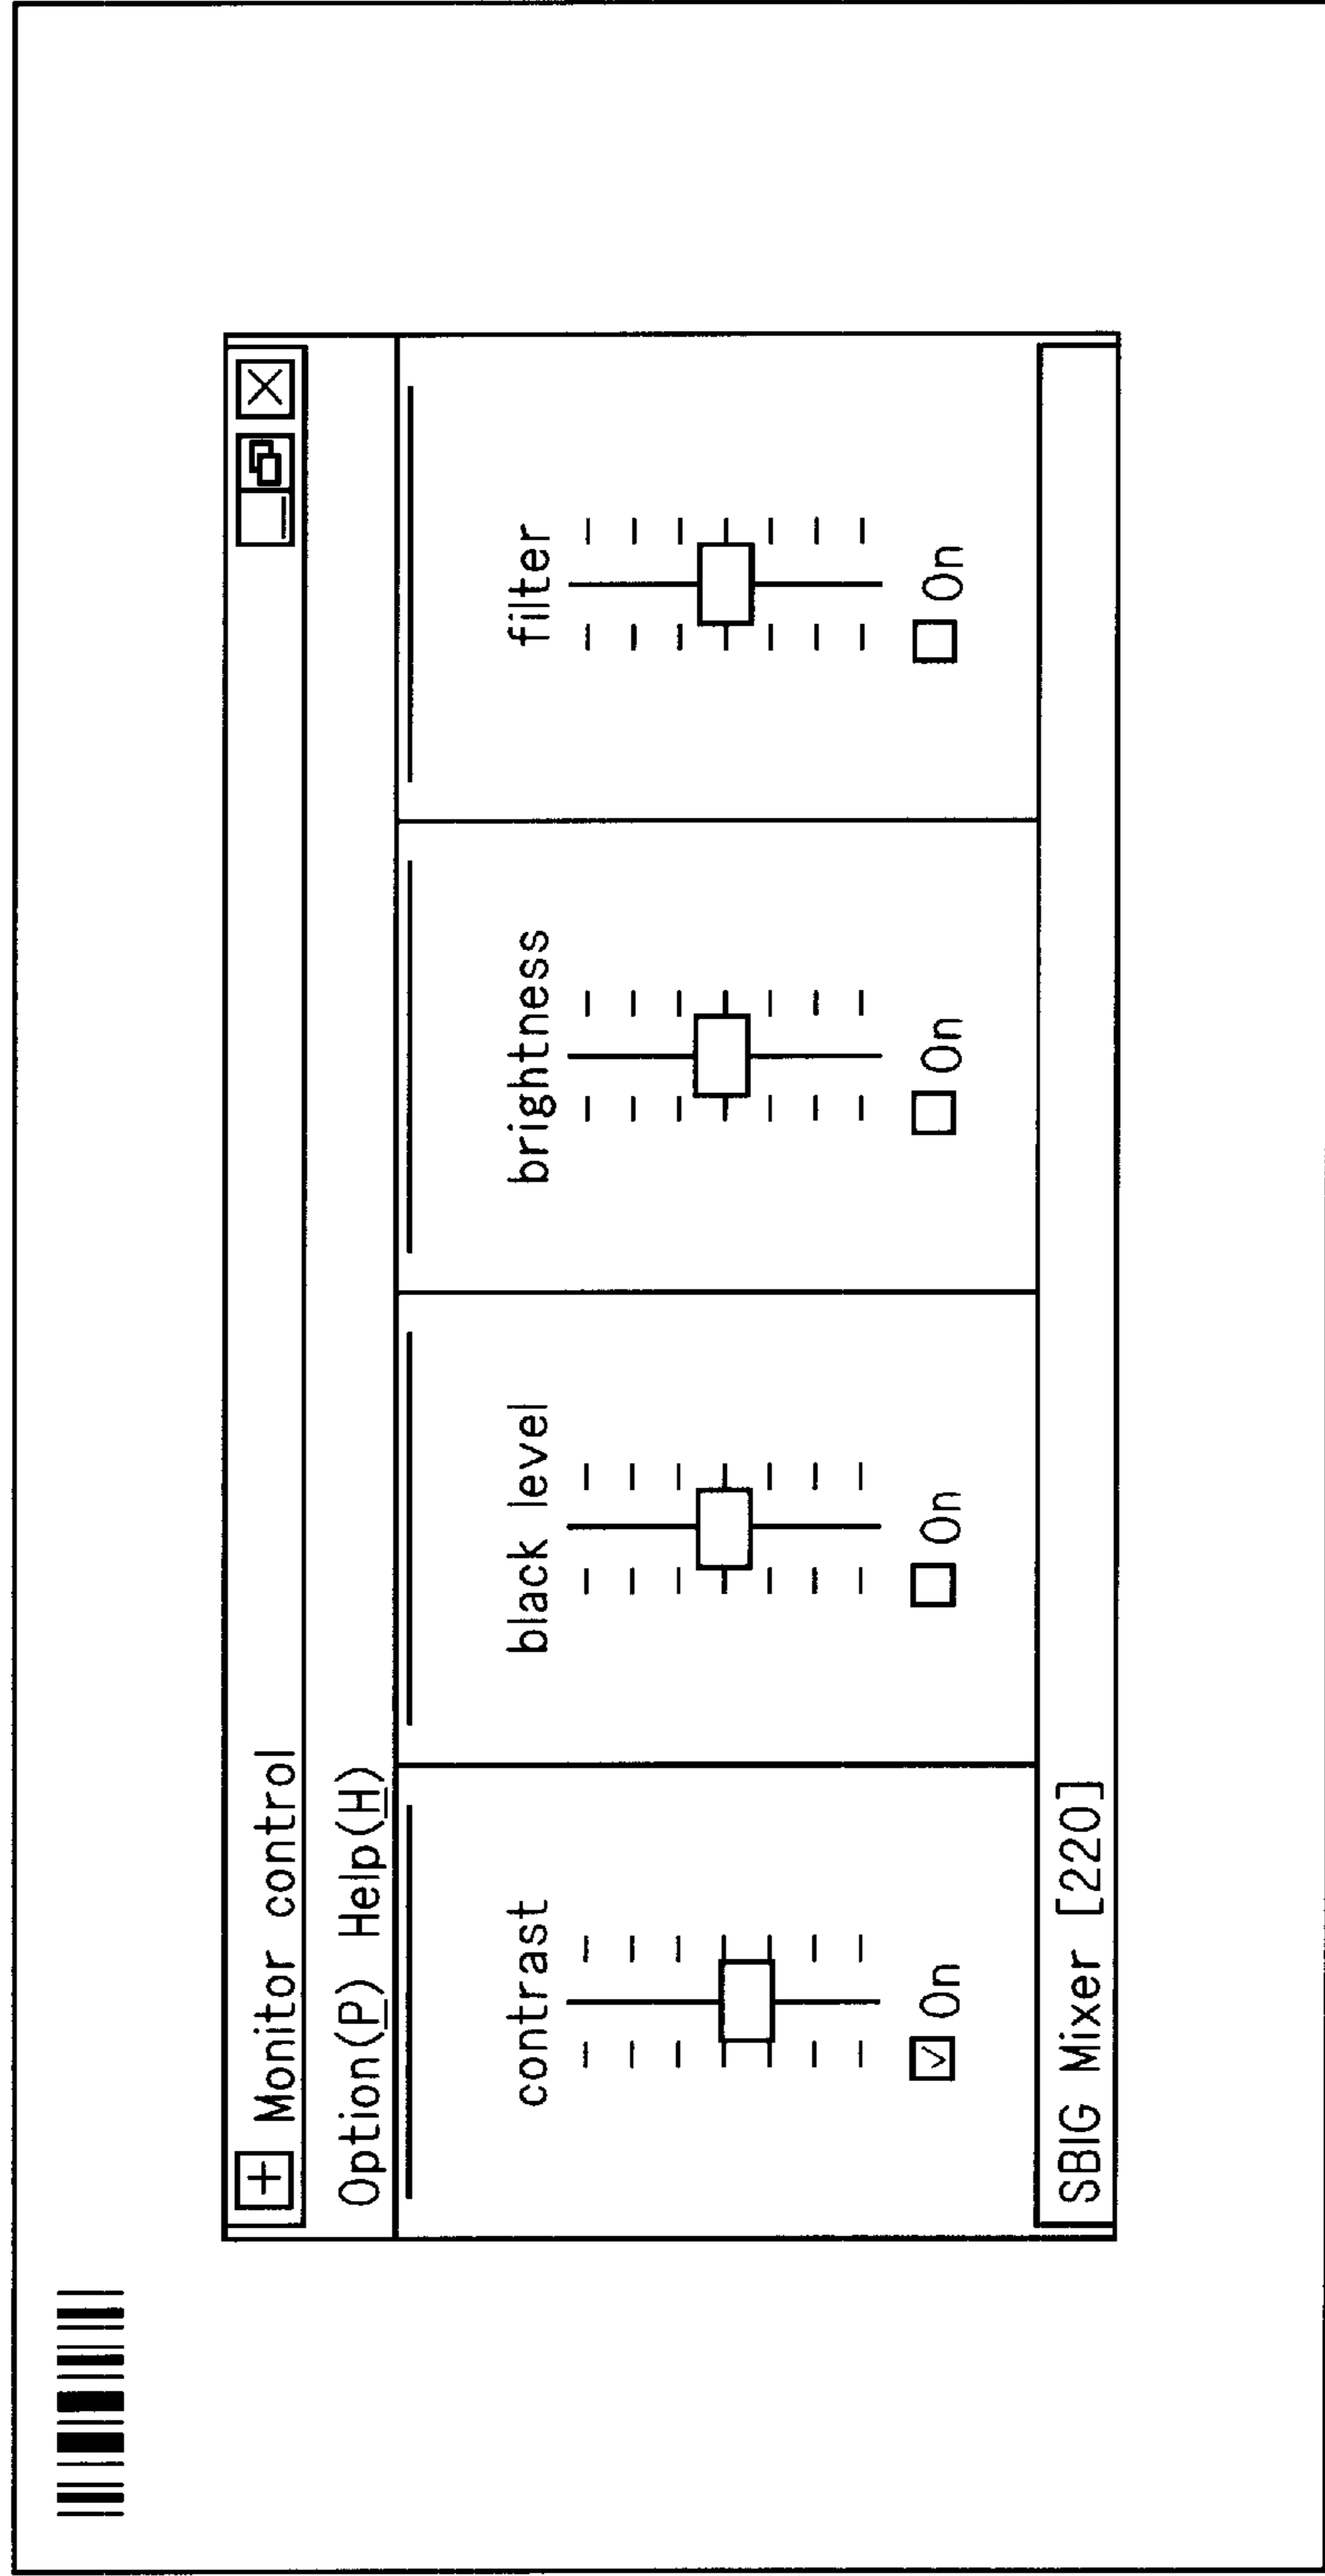 Monitor control
Option(P) Help(H)
contrast black level brightness filter
On On On On
SBIG Mixer [220]